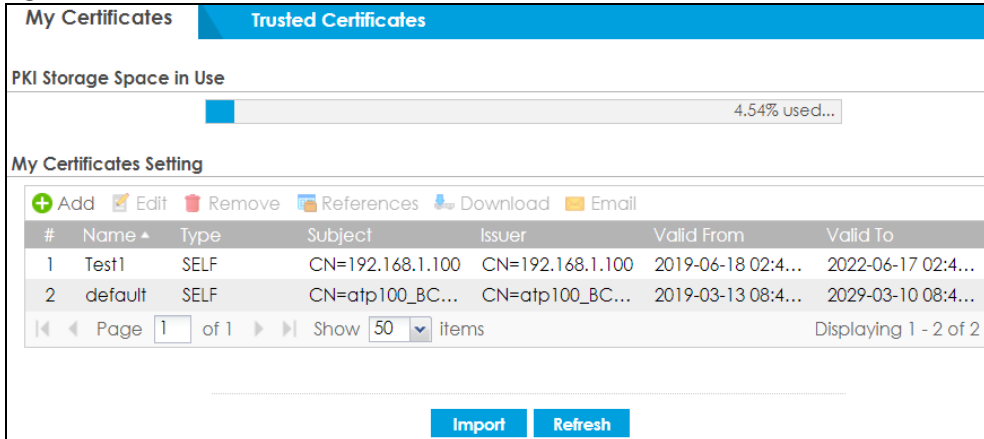 My Certificates Trusted Certificates
PKI Storage Space in Use
4.54% used...
My Certificates Setting
Add Edit Remove References Download Email
# Name Type Subject Issuer Valid From Valid To
1 Test1 SELF CN=192.168.1.100 CN=192.168.1.100 2019-06-18 02:4... 2022-06-17 02:4...
2 default SELF CN=atp100_BC... CN=atp100_BC... 2019-03-13 08:4... 2029-03-10 08:4...
Page 1 of 1 Show 50 items Displaying 1 - 2 of 2
Import Refresh